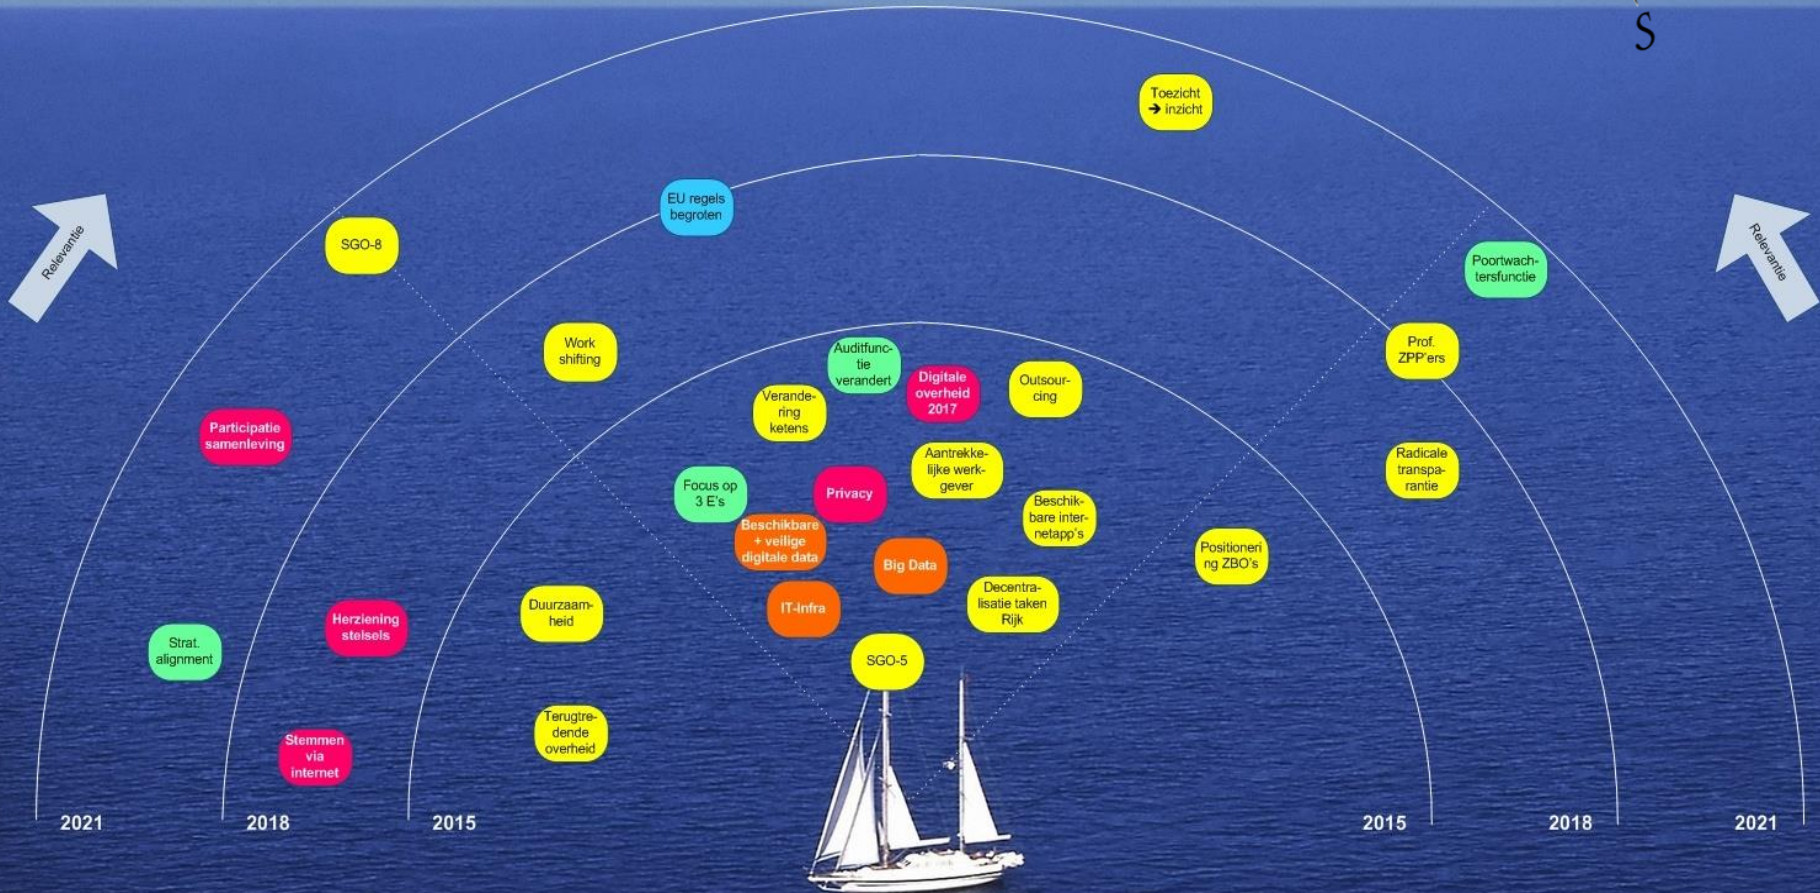 S
Toezicht
➔ inzicht
EU regels
begroten
SGO-8
Relevantie
Relevantie
Poortwach-
tersfunctie
Work
shifting
Prof.
ZPP'ers
Auditfunc-
tie
verandert
Digitale
overheid
2017
Outsour-
cing
Verande-
ring
ketens
Participatie
samenleving
Aantrekke-
lijke werk-
gever
Radicale
transpa-
rantie
Focus op
3 E's
Privacy
Beschik-
bare inter-
netapp's
Beschikbare
+ veilige
digitale data
Big Data
Positioneri
ng ZBO's
Duurzaam-
heid
IT-infra
Decentra-
lisatie taken
Rijk
Herziening
stelsels
Strat.
alignment
SGO-5
Terugtre-
dende
overheid
Stemmen
via
internet
2021
2018
2015
2015
2018
2021